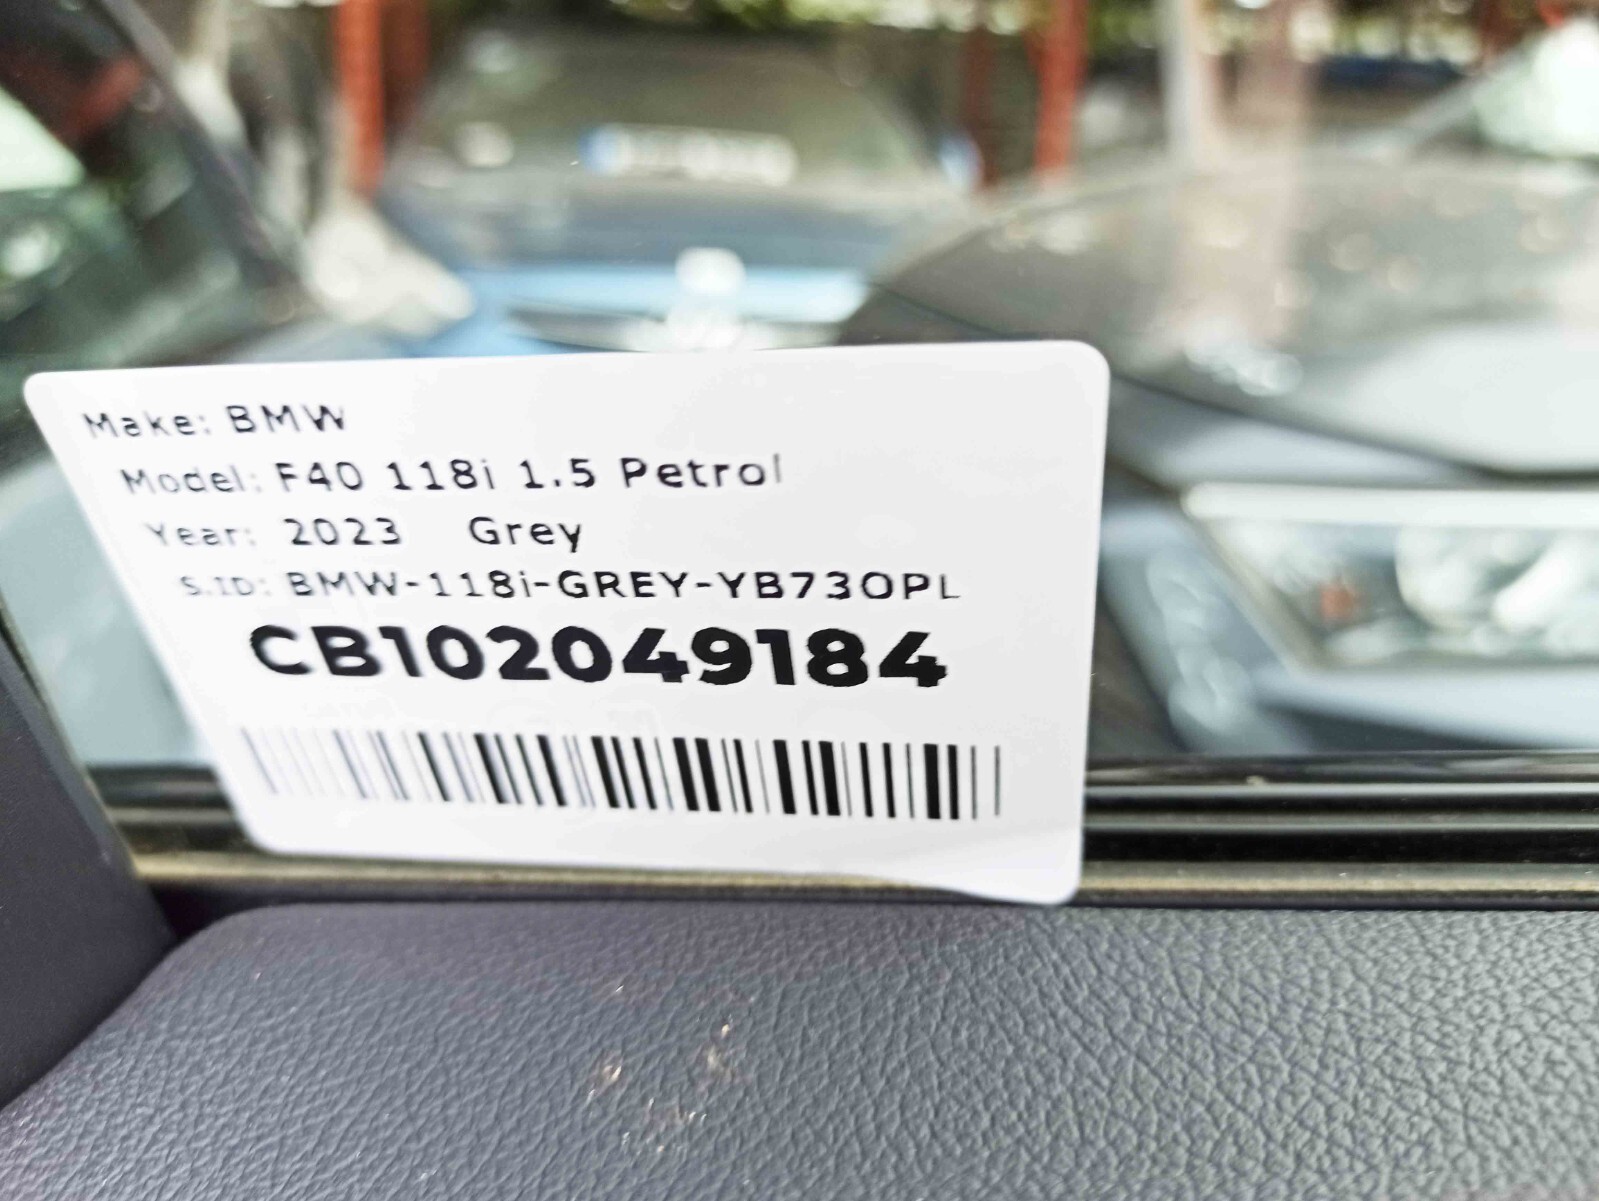 Make: BMW
Model: F40 118i 1.5 Petrol
Year: 2023 Grey
S.ID: BMW-118i-GREY-YB73OPL
CB102049184